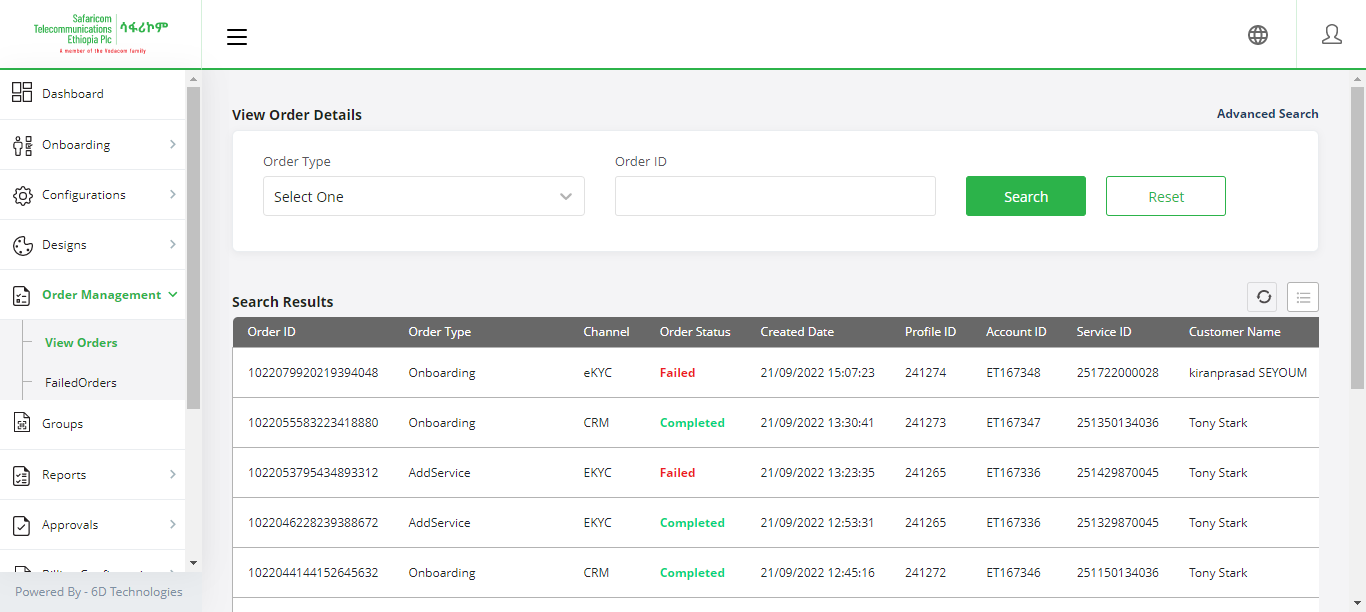 Safaricom
Telecommunications
Ethiopia Plc
ሳፋሪኮም
A member of the Vodacom family
Dashboard
Onboarding
Configurations
Designs
Order Management
View Orders
FailedOrders
Groups
Reports
Approvals
Powered By - 6D Technologies
View Order Details
Advanced Search
Order Type
Order ID
Select One
Search
Reset
Search Results
Order ID Order Type Channel Order Status Created Date Profile ID Account ID Service ID Customer Name
1022079920219394048 Onboarding eKYC Failed 21/09/2022 15:07:23 241274 ET167348 251722000028 kiranprasad SEYOUM
1022055583223418880 Onboarding CRM Completed 21/09/2022 13:30:41 241273 ET167347 251350134036 Tony Stark
1022053795434893312 AddService EKYC Failed 21/09/2022 13:23:35 241265 ET167336 251429870045 Tony Stark
1022046228239388672 AddService EKYC Completed 21/09/2022 12:53:31 241265 ET167336 251329870045 Tony Stark
1022044144152645632 Onboarding CRM Completed 21/09/2022 12:45:16 241272 ET167346 251150134036 Tony Stark